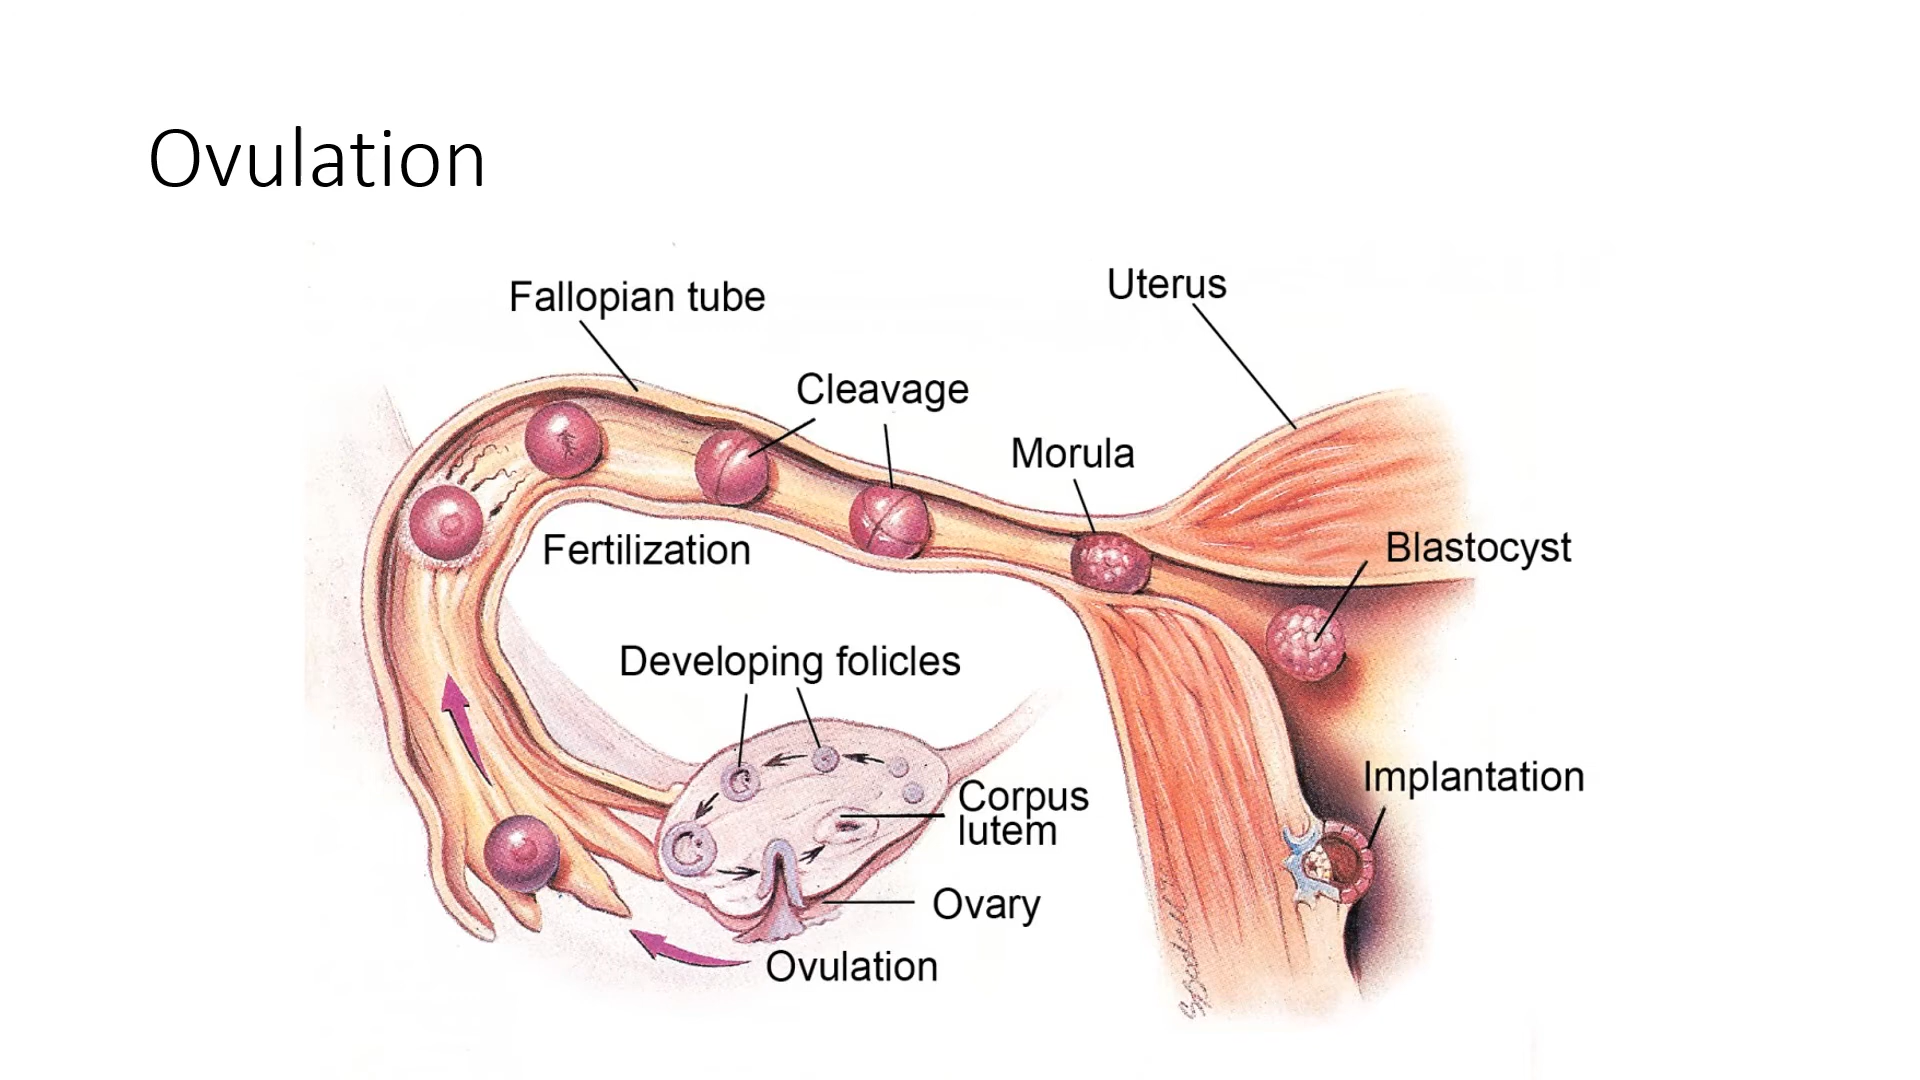 Ovulation
Fallopian tube
Uterus
Cleavage
Morula
Fertilization
Blastocyst
Developing folicles
Implantation
Corpus
lutem
Ovary
Ovulation